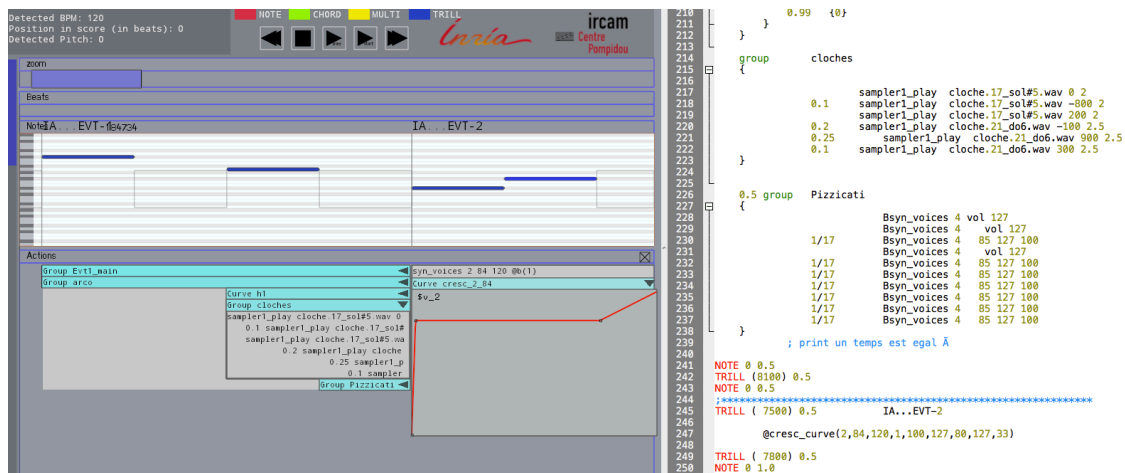 Detected BPM: 120
Position in score (in beats): 0
Detected Pitch: 0
NOTE CHORD MULTI TRILL
Inria
ircam
Centre
Pompidou
zoom
Beats
Notes
IA...EVT-1
84734
IA...EVT-2
Actions
Group Evt1_main
syn_voices 2 84 120 @b(1)
Group arco
Curve cresc_2_84
Curve h1
$v_2
Group cloches
sampler1_play cloche.17_sol#5.wav 0
0.1 sampler1_play cloche.17_sol#
sampler1_play cloche.17_sol#5.wa
0.2 sampler1_play cloche
0.25 sampler1_p
0.1 sampler
Group Pizzicati
210 0.99 {0}
211 }
212 }
213
214 group cloches
215 {
216
217 sampler1_play cloche.17_sol#5.wav 0 2
218 0.1 sampler1_play cloche.17_sol#5.wav -800 2
219 sampler1_play cloche.17_sol#5.wav 200 2
220 0.2 sampler1_play cloche.21_do6.wav -100 2.5
221 0.25 sampler1_play cloche.21_do6.wav 900 2.5
222 0.1 sampler1_play cloche.21_do6.wav 300 2.5
223 }
224
225
226 0.5 group Pizzicati
227 {
228 Bsyn_voices 4 vol 127
229 Bsyn_voices 4 vol 127
230 1/17 Bsyn_voices 4 85 127 100
231 Bsyn_voices 4 vol 127
232 1/17 Bsyn_voices 4 85 127 100
233 1/17 Bsyn_voices 4 85 127 100
234 1/17 Bsyn_voices 4 85 127 100
235 1/17 Bsyn_voices 4 85 127 100
236 1/17 Bsyn_voices 4 85 127 100
237 1/17 Bsyn_voices 4 85 127 100
238 }
239 ; print un temps est egal Ã
240
241 NOTE 0 0.5
242 TRILL (8100) 0.5
243 NOTE 0 0.5
244 ;************************************************************
245 TRILL ( 7500) 0.5 IA...EVT-2
246
247 @cresc_curve(2,84,120,1,100,127,80,127,33)
248
249 TRILL ( 7800) 0.5
250 NOTE 0 1.0